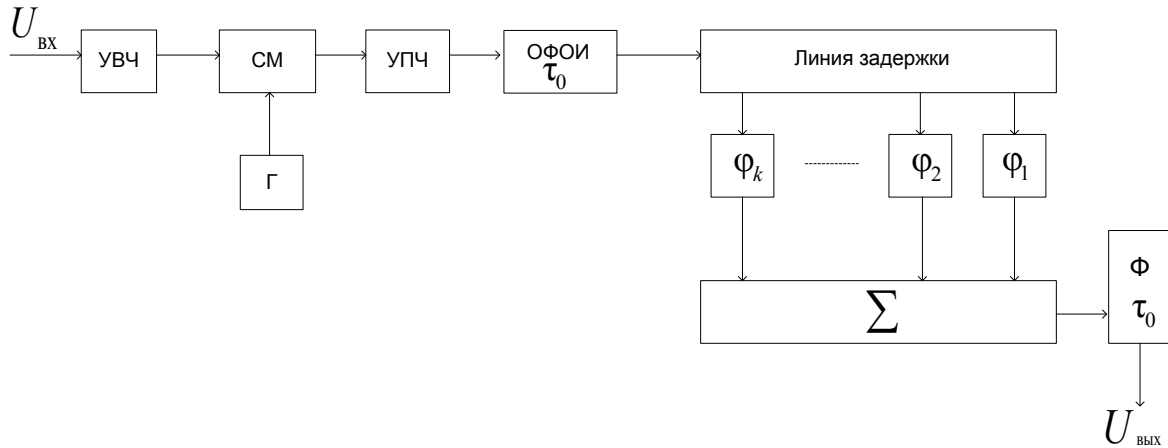 U вх
УВЧ
СМ
УПЧ
ОФОИ
τ₀
Линия задержки
Г
φₖ
φ₂
φ₁
Σ
Ф
τ₀
U вых